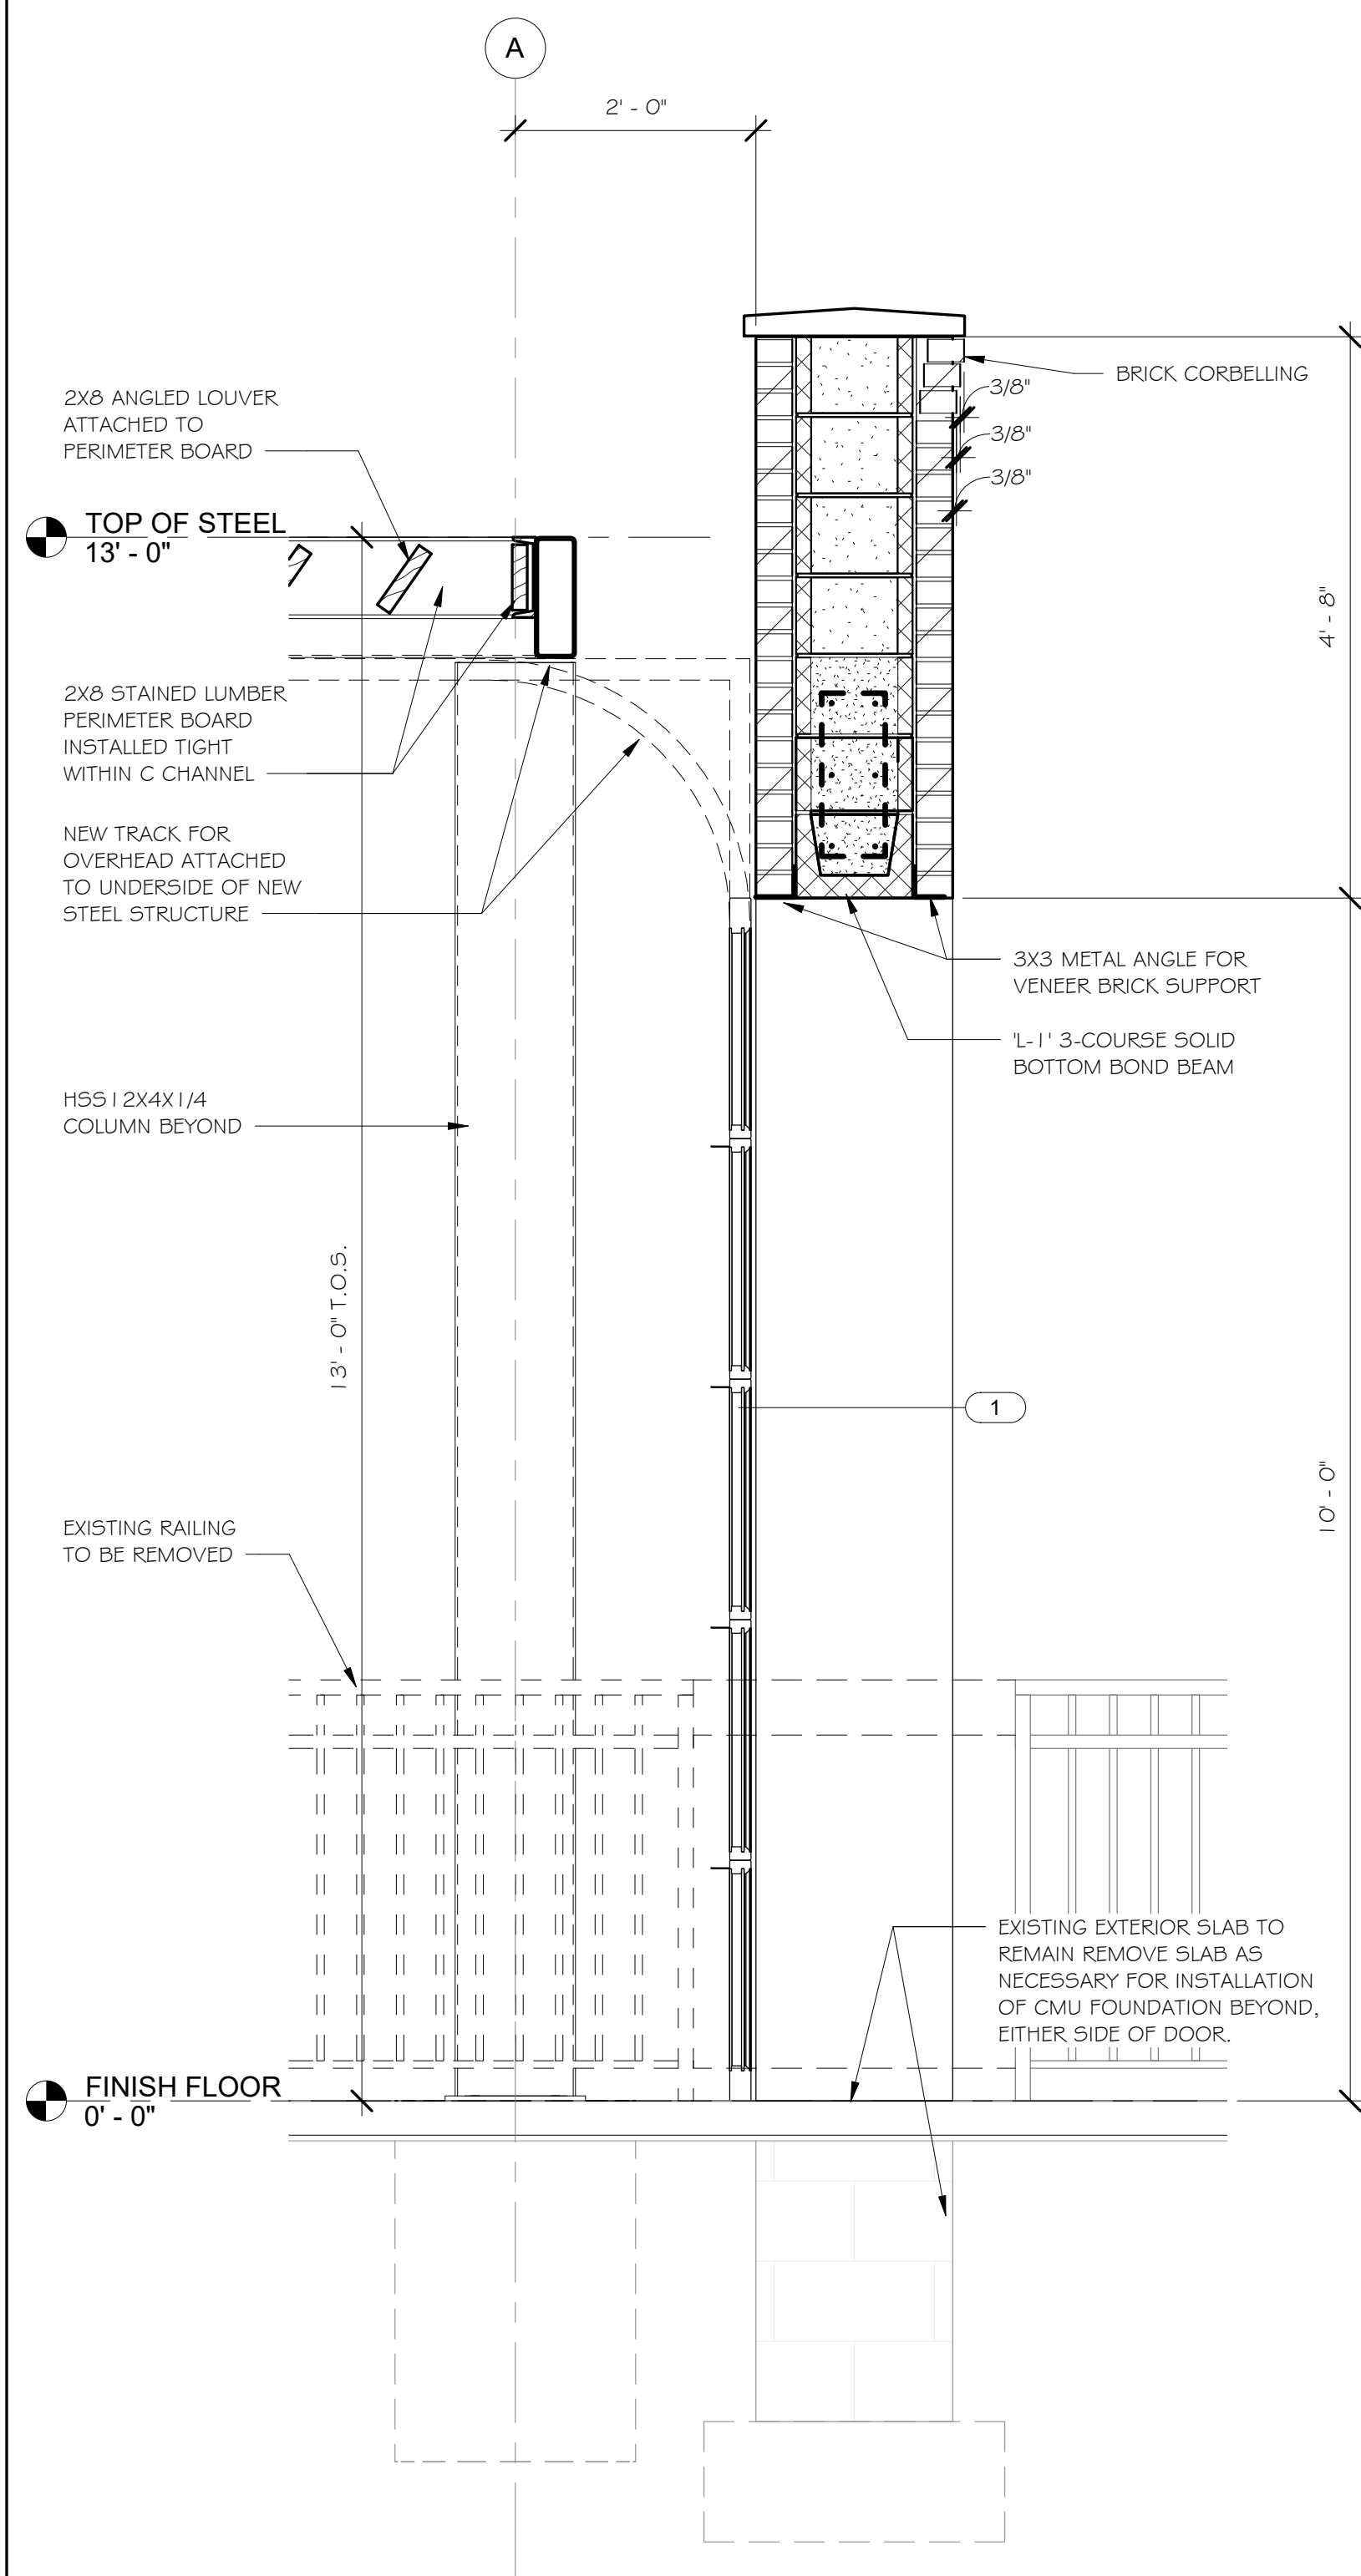 A
2' - 0"
BRICK CORBELLING
3/8"
3/8"
3/8"
2X8 ANGLED LOUVER
ATTACHED TO
PERIMETER BOARD
TOP OF STEEL
13' - 0"
4' - 8"
2X8 STAINED LUMBER
PERIMETER BOARD
INSTALLED TIGHT
WITHIN C CHANNEL
NEW TRACK FOR
OVERHEAD ATTACHED
TO UNDERSIDE OF NEW
STEEL STRUCTURE
3X3 METAL ANGLE FOR
VENEER BRICK SUPPORT
'L-1' 3-COURSE SOLID
BOTTOM BOND BEAM
HSS12X4X1/4
COLUMN BEYOND
13' - 0" T.O.S.
1
10' - 0"
EXISTING RAILING
TO BE REMOVED
EXISTING EXTERIOR SLAB TO
REMAIN REMOVE SLAB AS
NECESSARY FOR INSTALLATION
OF CMU FOUNDATION BEYOND,
EITHER SIDE OF DOOR.
FINISH FLOOR
0' - 0"